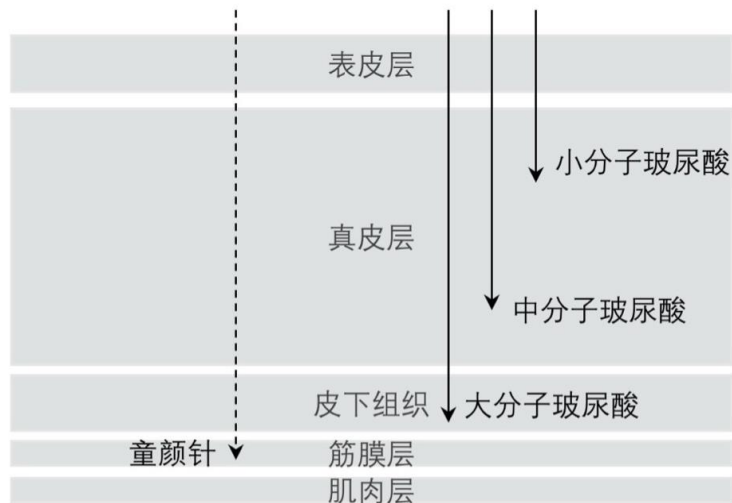 表皮层
小分子玻尿酸
真皮层
中分子玻尿酸
皮下组织 大分子玻尿酸
童颜针 筋膜层
肌肉层